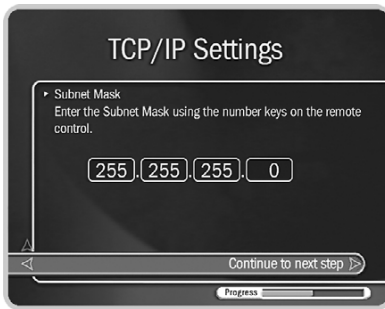 TCP/IP Settings
Subnet Mask
Enter the Subnet Mask using the number keys on the remote
control.
255.255.255. 0
Continue to next step
Progress